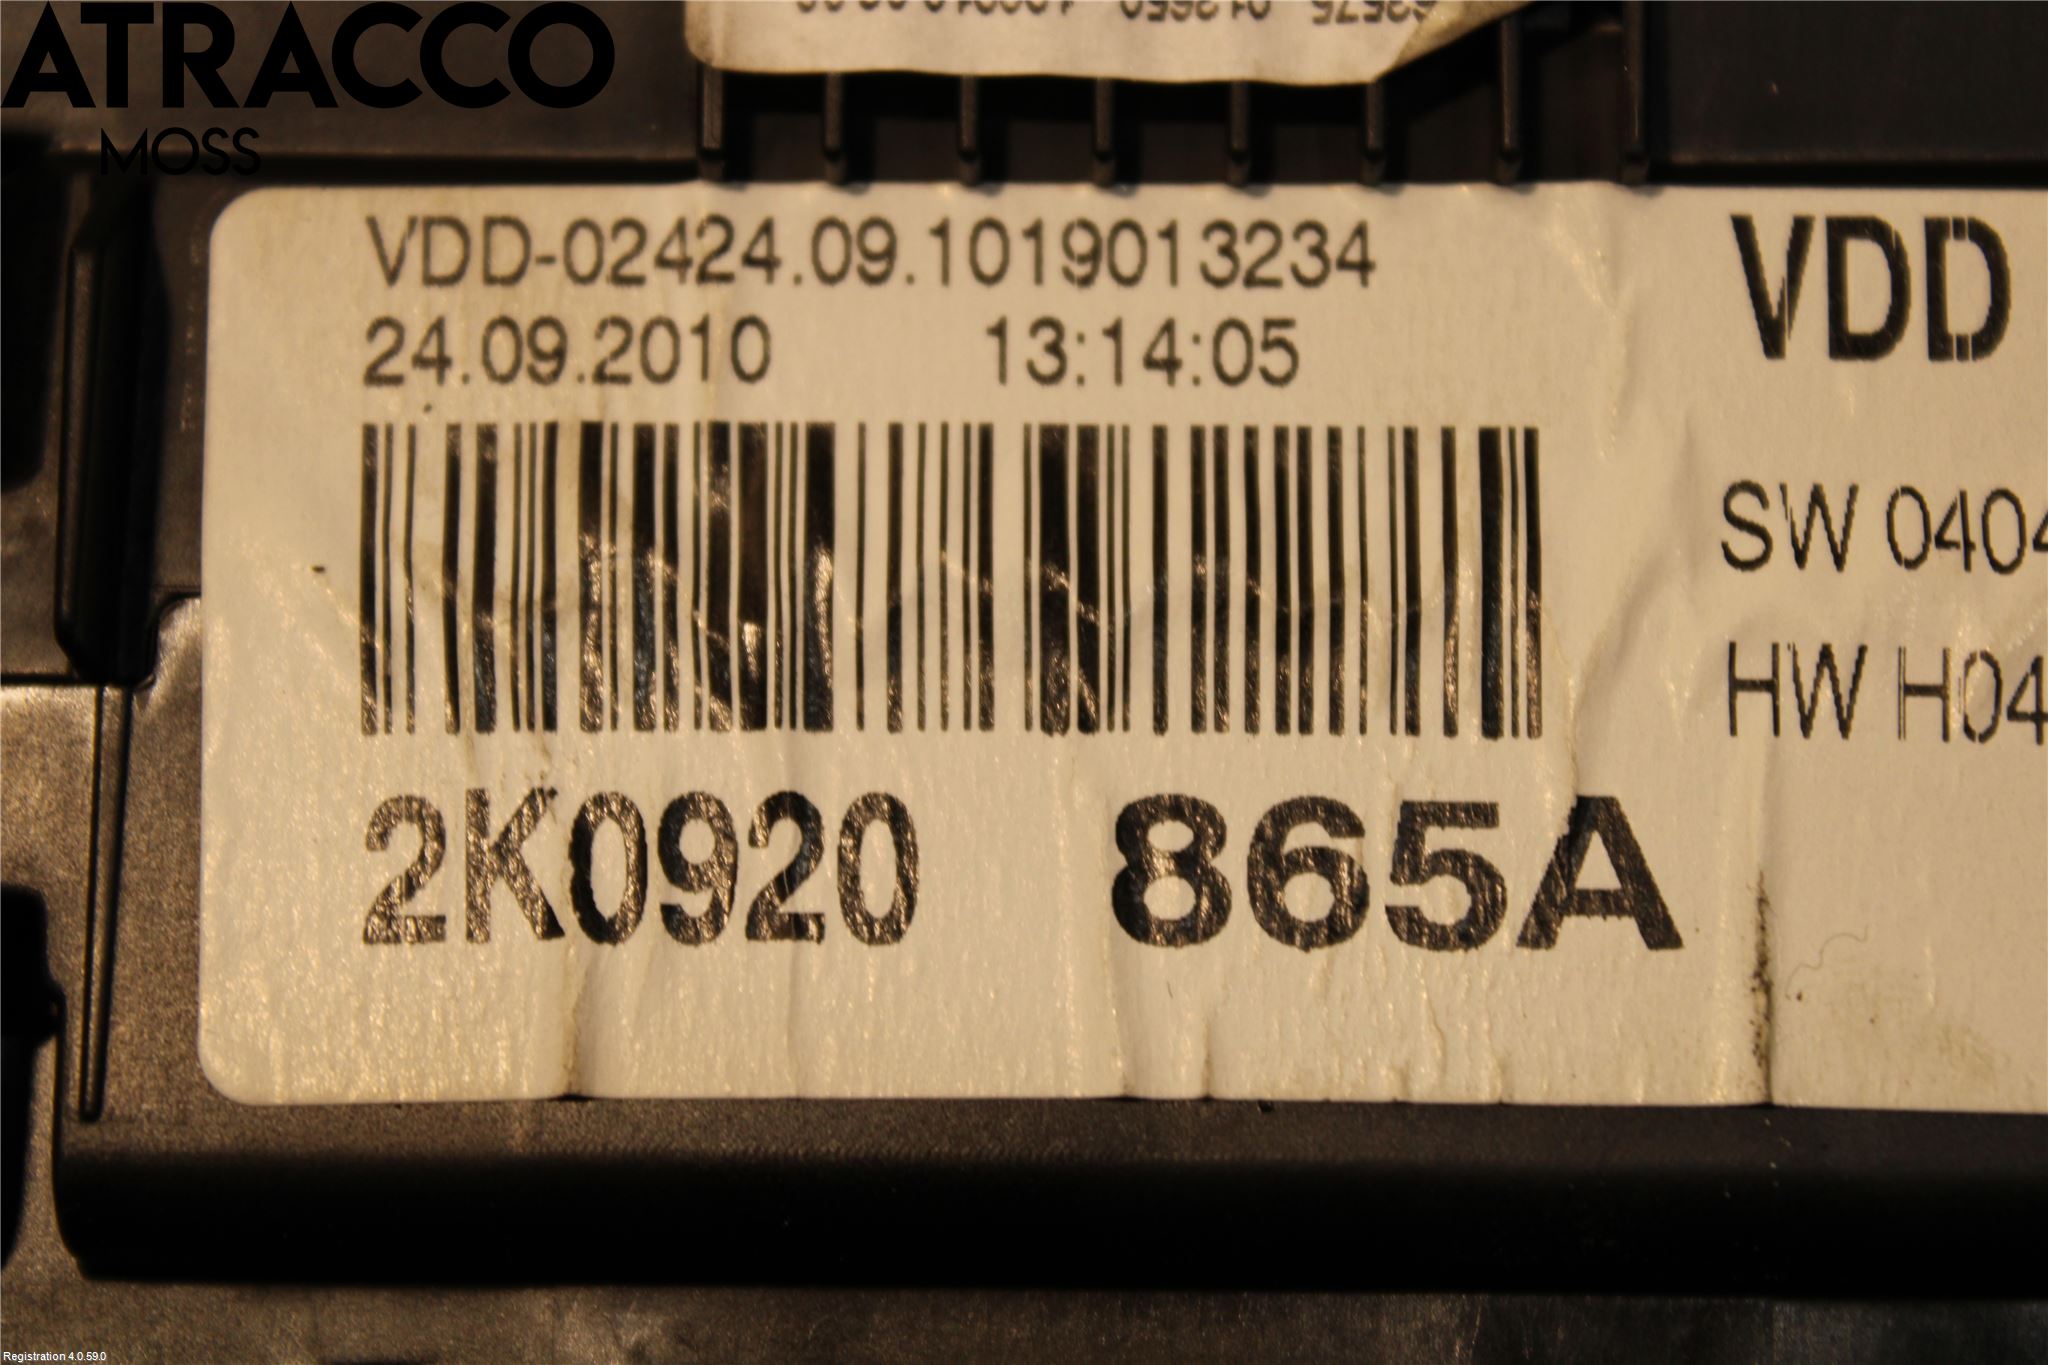 ATRACCO
MOSS
VDD-02424.09.1019013234
24.09.2010 13:14:05
2K0920 865A
VDD
SW 0404
HW H04
Registration 4.0.59.0